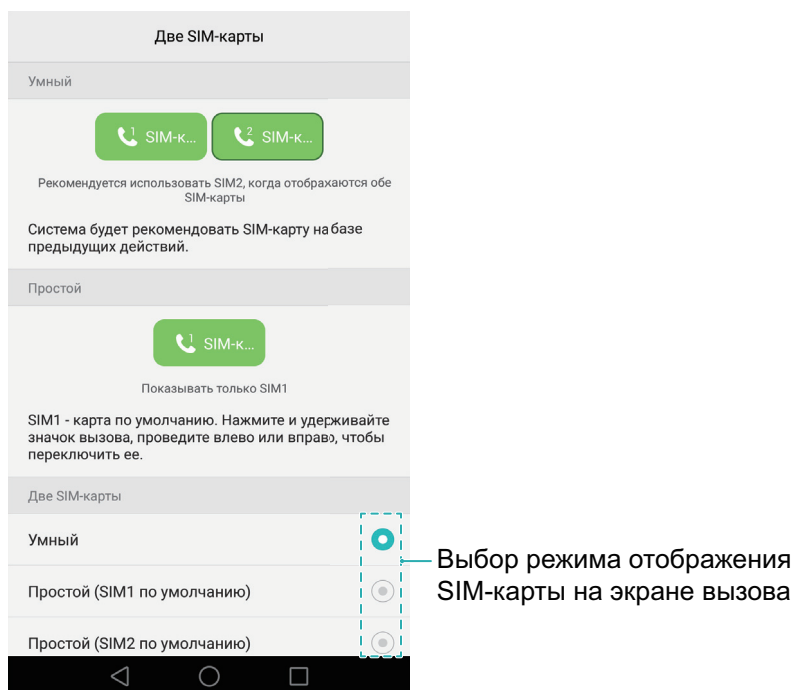 Две SIM-карты
Умный
1 SIM-к... 2 SIM-к...
Рекомендуется использовать SIM2, когда отображаются обе
SIM-карты
Система будет рекомендовать SIM-карту на базе
предыдущих действий.
Простой
1 SIM-к...
Показывать только SIM1
SIM1 - карта по умолчанию. Нажмите и удерживайте
значок вызова, проведите влево или вправо, чтобы
переключить ее.
Две SIM-карты
Умный
Простой (SIM1 по умолчанию)
Простой (SIM2 по умолчанию)
Выбор режима отображения
SIM-карты на экране вызова